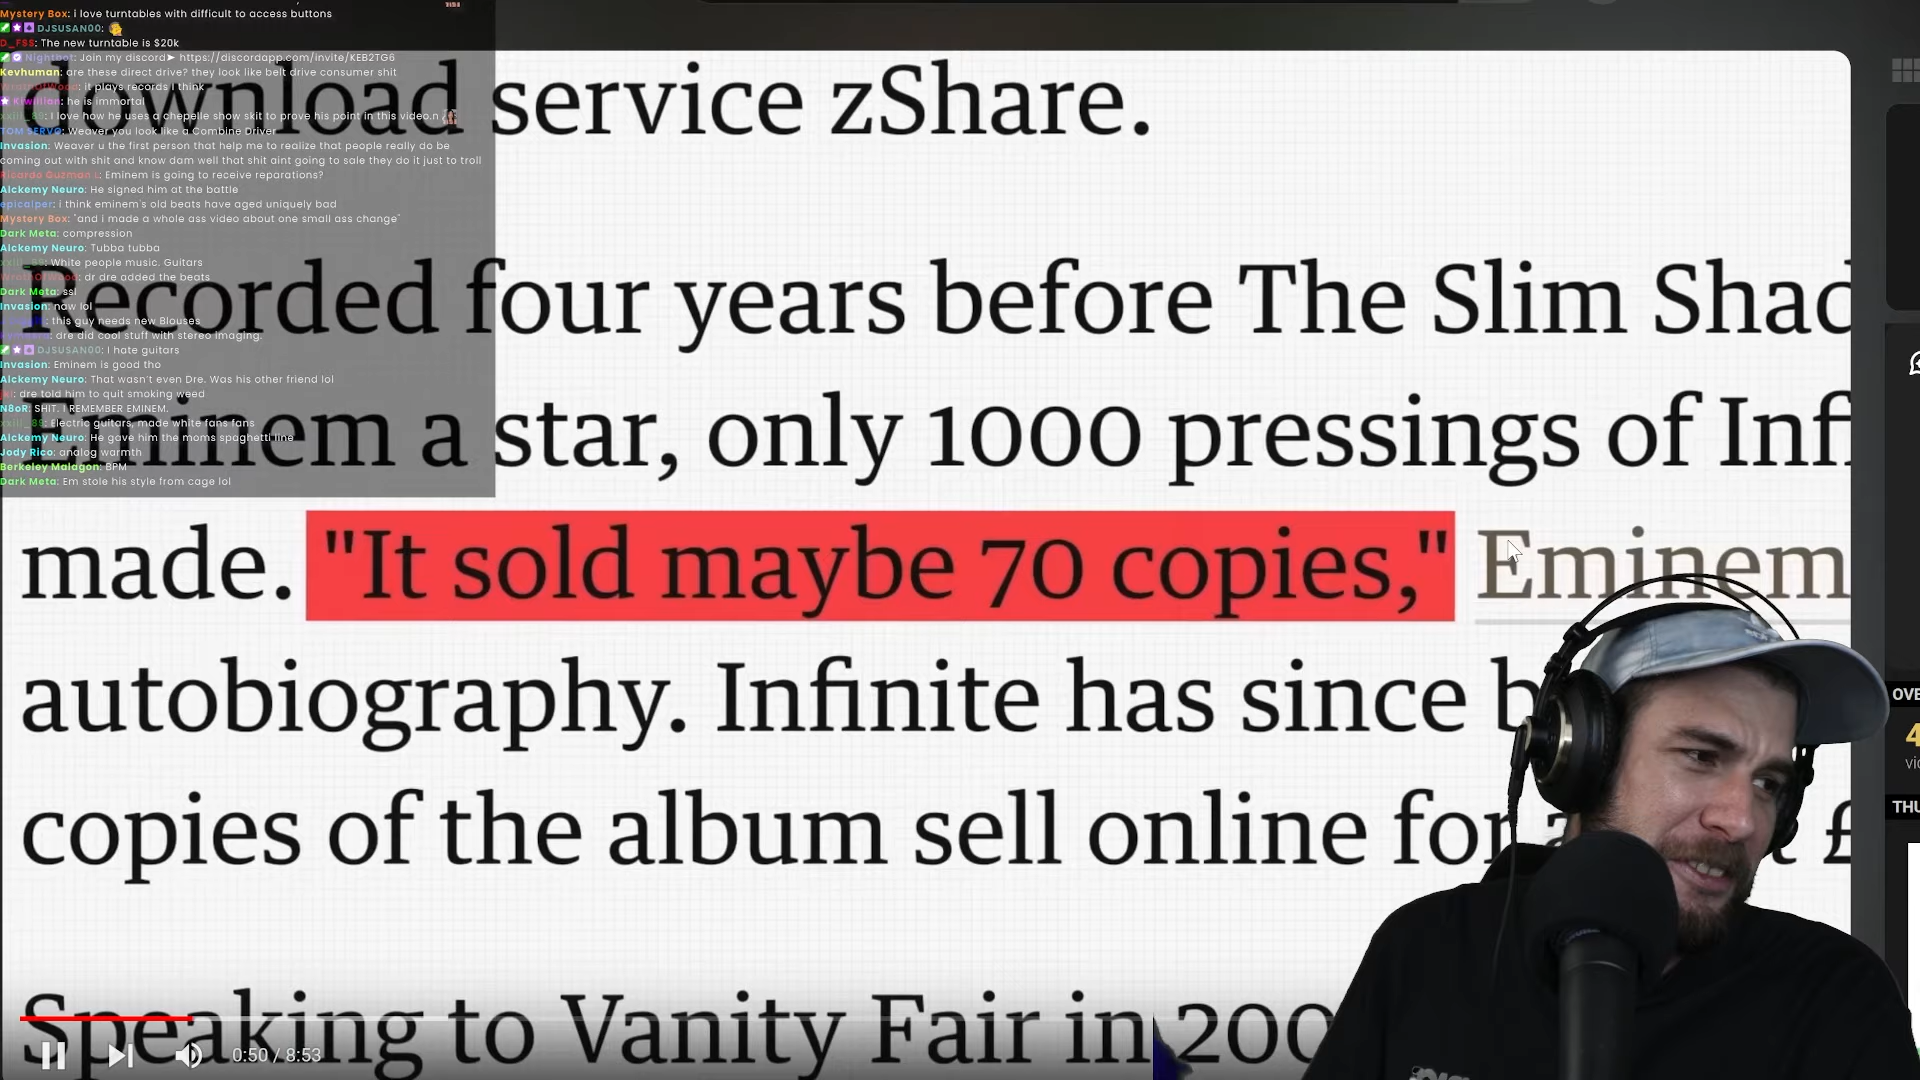 Mystery Box: i love turntables with difficult to access buttons
DJSUSAN00:
D_FSS: The new turntable is $20k
Nightbot: Join my discord► https://discordapp.com/invite/KEB2TG6
Kevhuman: are these direct drive? they look like belt drive consumer shit
it plays records i think
he is immortal
I love how he uses a chepelle show skit to prove his point in this video.n
TOM SERVO: Weaver you look like a Combine Driver
Invasion: Weaver u the first person that help me to realize that people really do be
coming out with shit and know dam well that shit aint going to sale they do it just to troll
Ricardo Guzman L: Eminem is going to receive reparations?
Alckemy Neuro: He signed him at the battle
epicalper: i think eminem's old beats have aged uniquely bad
Mystery Box: "and i made a whole ass video about one small ass change"
Dark Meta: compression
Alckemy Neuro: Tubba tubba
White people music. Guitars
dr dre added the beats
Dark Meta: ssl
Invasion: naw lol
this guy needs new Blouses
dre did cool stuff with stereo imaging.
DJSUSAN00: I hate guitars
Invasion: Eminem is good tho
Alckemy Neuro: That wasn't even Dre. Was his other friend lol
dre told him to quit smoking weed
N8oR: SHIT. I REMEMBER EMINEM.
Electric guitars, made white fans fans
Alckemy Neuro: He gave him the moms spaghetti line
Jody Rico: analog warmth
Berkeley Malagon: BPM
Dark Meta: Em stole his style from cage lol
download service zShare.
Recorded four years before The Slim Shad
Eminem a star, only 1000 pressings of Inf
made. "It sold maybe 70 copies," Eminem
autobiography. Infinite has since b
copies of the album sell online for a t £
Speaking to Vanity Fair in 200
0:50 / 8:53
OVE
4
vic
THU